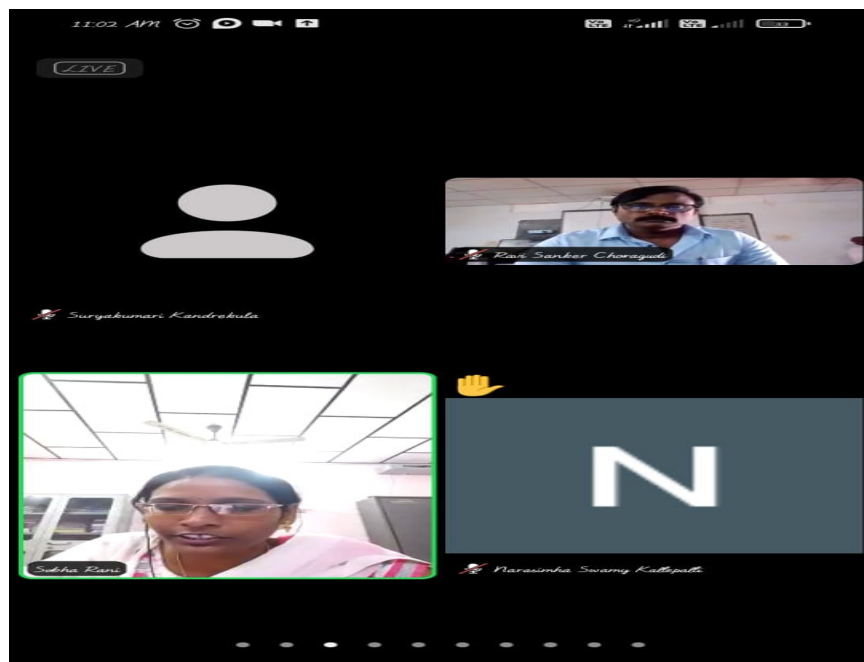 11:02 AM
LIVE
Ravi Sanker Choragudi
Suryakumari Kandrekula
N
Sobha Rani
Narasimha Swamy Kallepalli